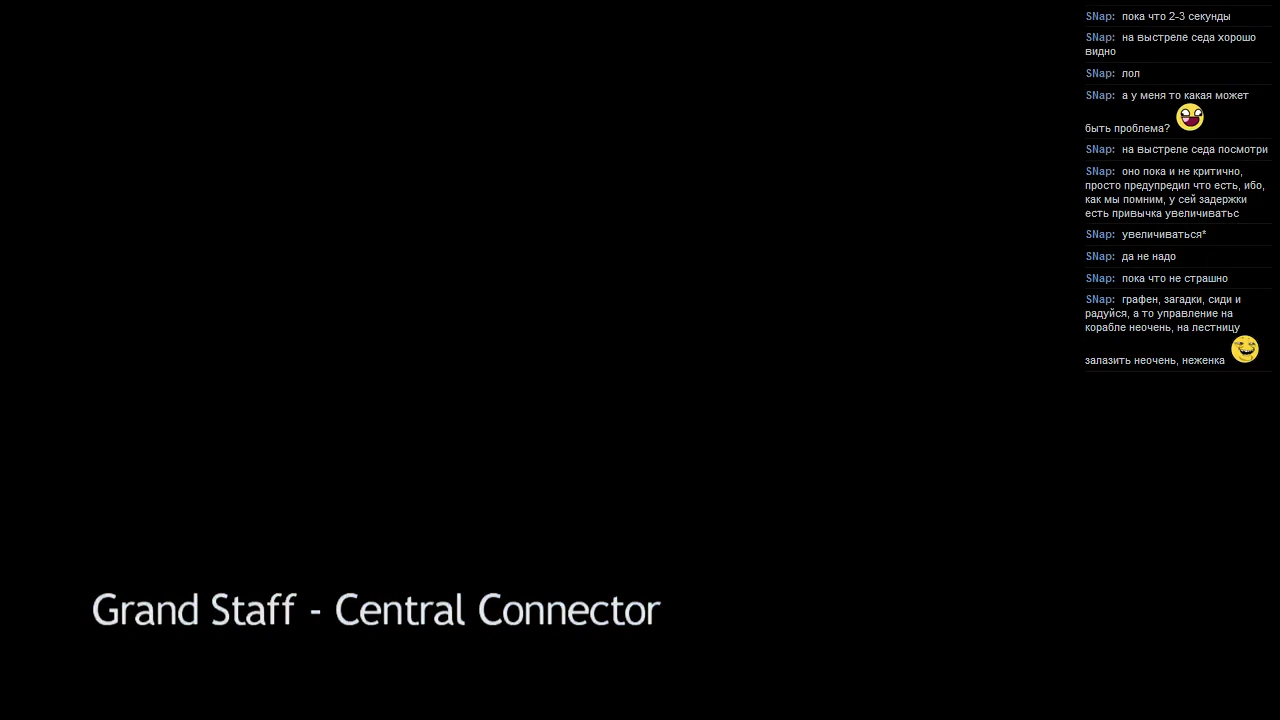 SNap: пока что 2-3 секунды
SNap: на выстреле седа хорошо
видно
SNap: лол
SNap: а у меня то какая может
быть проблема?
SNap: на выстреле седа посмотри
SNap: оно пока и не критично,
просто предупредил что есть, ибо,
как мы помним, у сей задержки
есть привычка увеличиватьс
SNap: увеличиваться*
SNap: да не надо
SNap: пока что не страшно
SNap: графен, загадки, сиди и
радуйся, а то управление на
корабле неочень, на лестницу
залазить неочень, неженка
Grand Staff - Central Connector